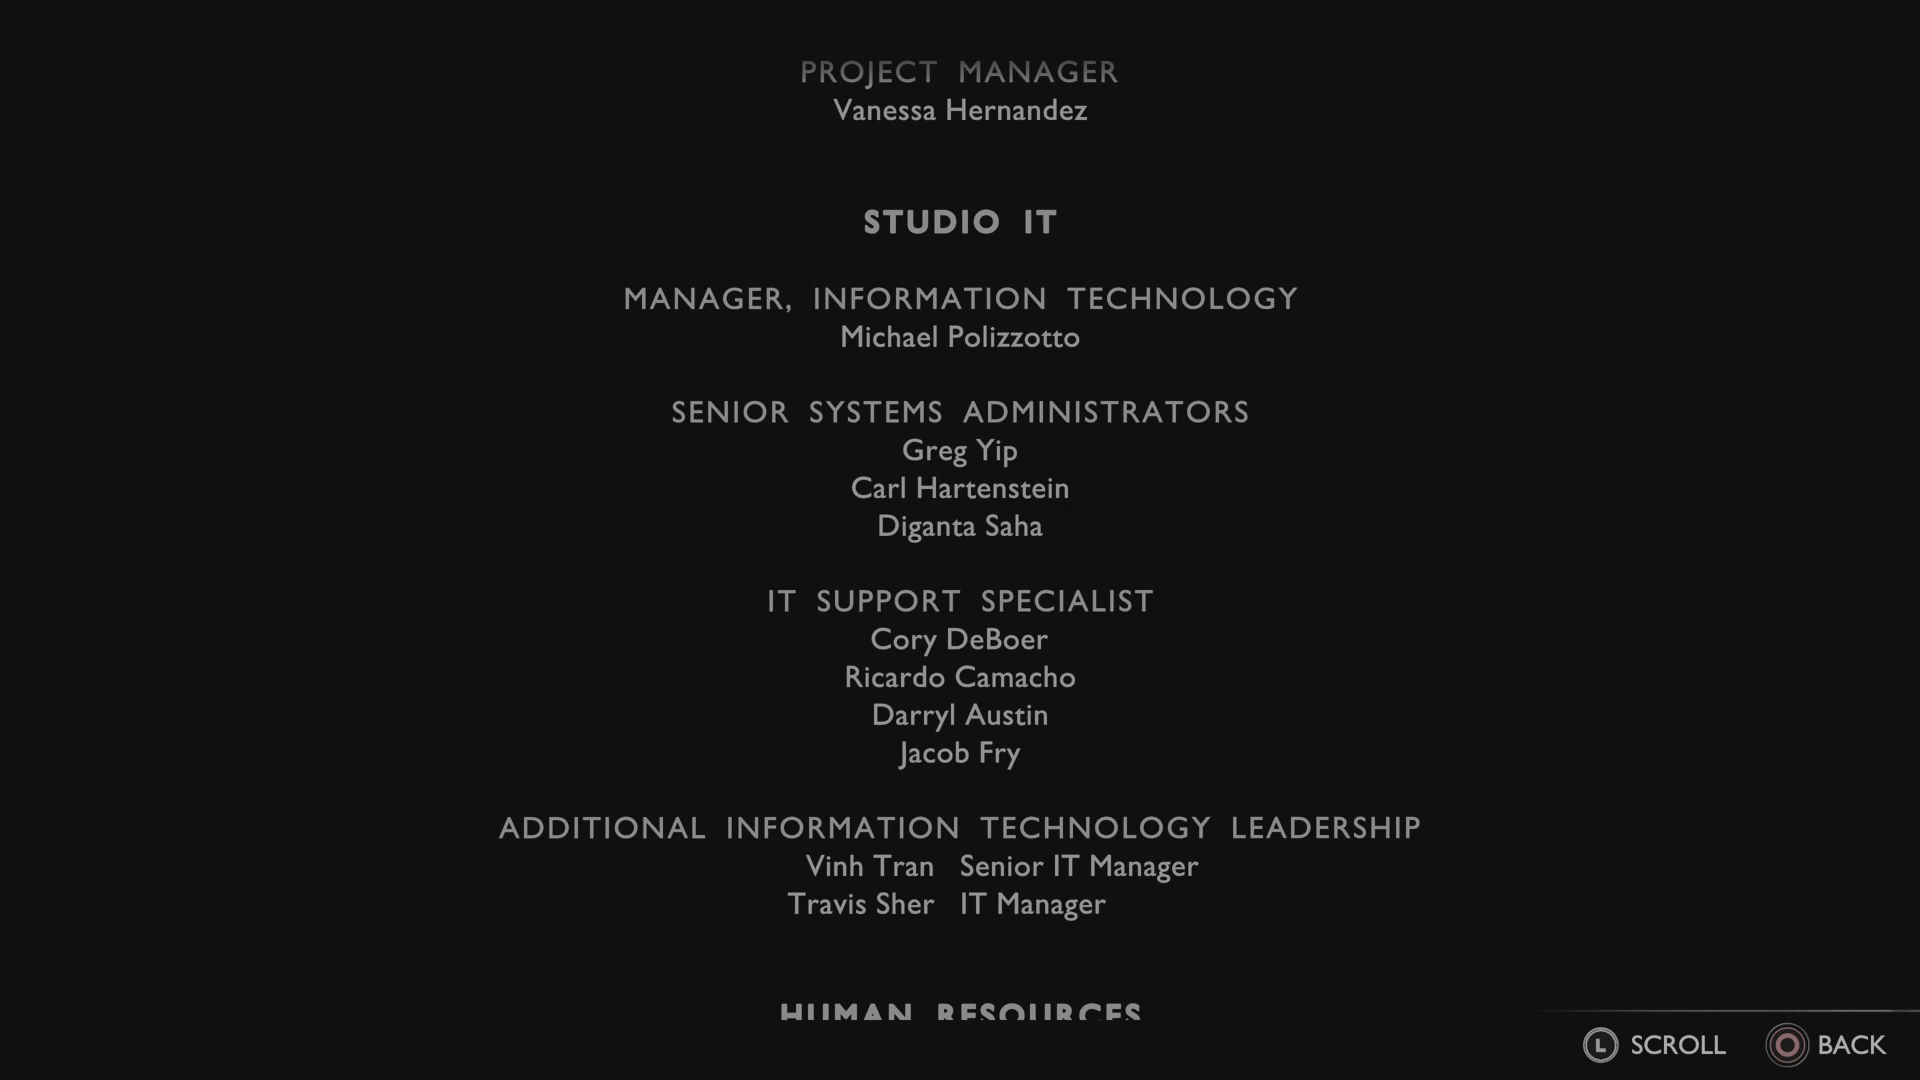 PROJECT MANAGER
Vanessa Hernandez
STUDIO IT
MANAGER, INFORMATION TECHNOLOGY
Michael Polizzotto
SENIOR SYSTEMS ADMINISTRATORS
Greg Yip
Carl Hartenstein
Diganta Saha
IT SUPPORT SPECIALIST
Cory DeBoer
Ricardo Camacho
Darryl Austin
Jacob Fry
ADDITIONAL INFORMATION TECHNOLOGY LEADERSHIP
Vinh Tran Senior IT Manager
Travis Sher IT Manager
HUMAN RESOURCES
L SCROLL BACK